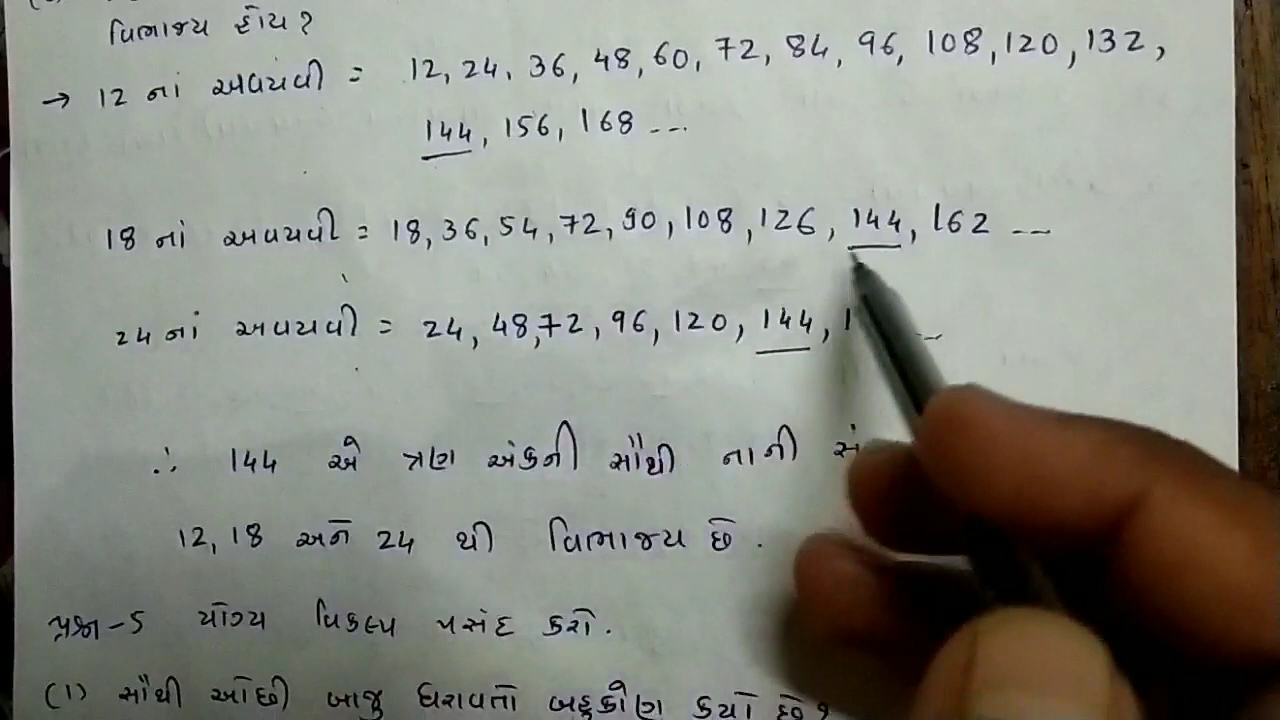 વિભાજ્ય હોય?
→ 12 નાં અવયવી = 12, 24, 36, 48, 60, 72, 84, 96, 108, 120, 132,
144, 156, 168 ---
18 નાં અવયવી = 18, 36, 54, 72, 90, 108, 126, 144, 162 ---
24 નાં અવયવી = 24, 48, 72, 96, 120, 144,
∴ 144 એ ત્રણ અંકની સૌથી નાની
12, 18 અને 24 થી વિભાજ્ય છે.
પ્રશ્ન-5 યોગ્ય વિકલ્પ પસંદ કરો.
(1) સૌથી ઓછી બાજુ ધરાવતો બહુકોણ કયો છે?